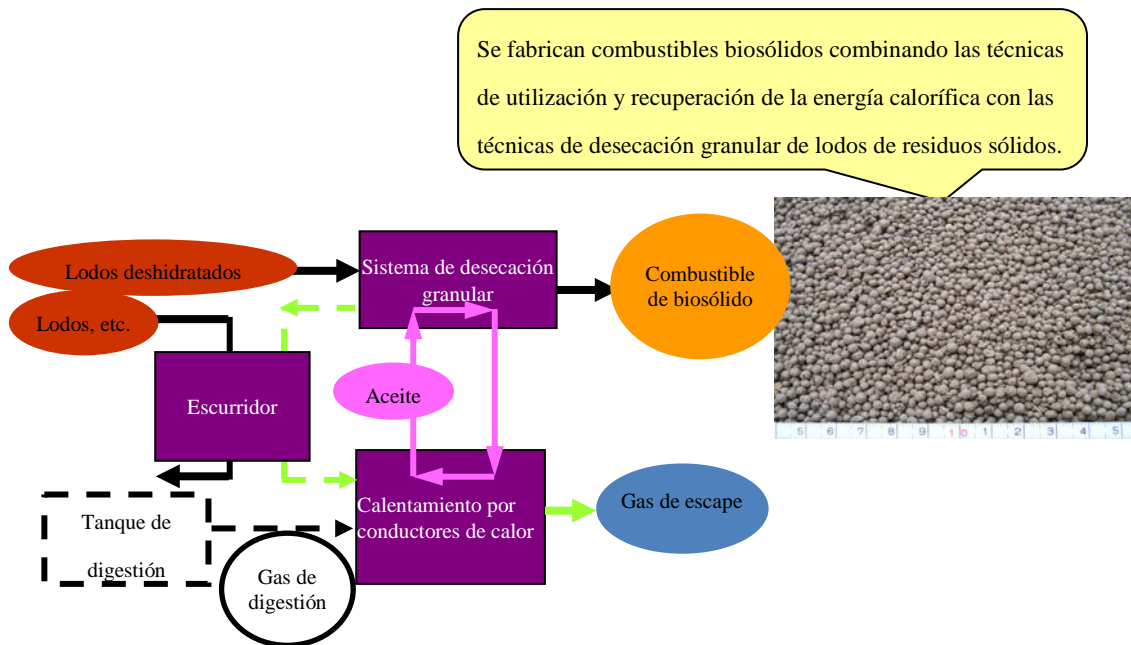 Se fabrican combustibles biosólidos combinando las técnicas
de utilización y recuperación de la energía calorífica con las
técnicas de desecación granular de lodos de residuos sólidos.
Lodos deshidratados
Sistema de desecación
granular
Combustible
de biosólido
Lodos, etc.
Aceite
Escurridor
5 6 7 8 9 10 1 2 3 4 5
Calentamiento por
conductores de calor
Gas de escape
Tanque de
digestión
Gas de
digestión